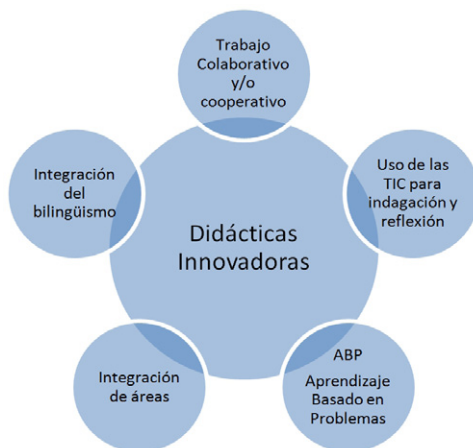 Trabajo
Colaborativo
y/o
cooperativo
Integración
del
bilingüismo
Uso de las
TIC para
indagación y
reflexión
Didácticas
Innovadoras
Integración
de áreas
ABP
Aprendizaje
Basado en
Problemas